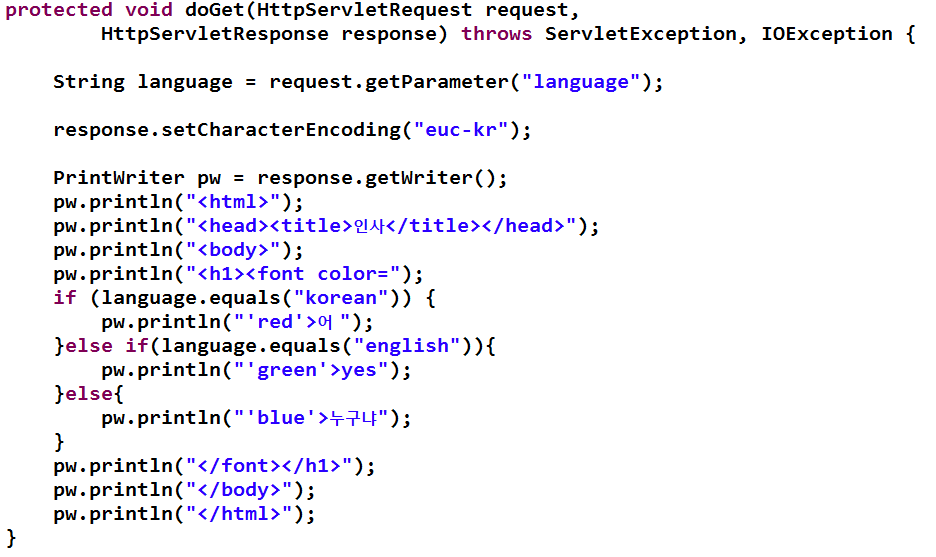 protected void doGet(HttpServletRequest request,
HttpServletResponse response) throws ServletException, IOException {
String language = request.getParameter("language");
response.setCharacterEncoding("euc-kr");
PrintWriter pw = response.getWriter();
pw.println("<html>");
pw.println("<head><title>인사</title></head>");
pw.println("<body>");
pw.println("<h1><font color=");
if (language.equals("korean")) {
pw.println("'red'>어 ");
}else if(language.equals("english")){
pw.println("'green'>yes");
}else{
pw.println("'blue'>누구냐");
}
pw.println("</font></h1>");
pw.println("</body>");
pw.println("</html>");
}